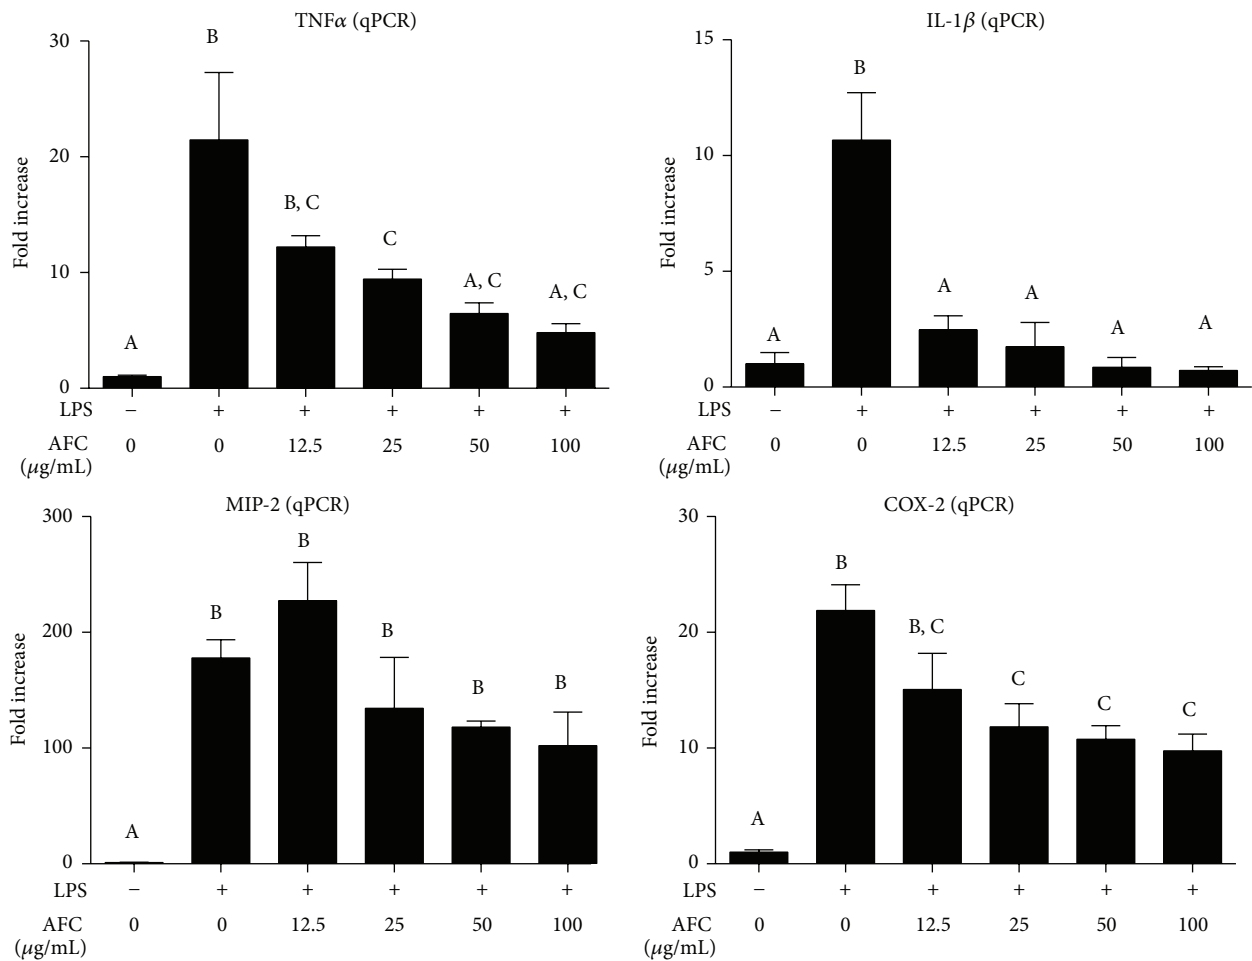 TNFα (qPCR)
30
20
10
0
Fold increase
A
B
B, C
C
A, C
A, C
LPS − + + + + +
AFC 0 0 12.5 25 50 100
(μg/mL)
IL-1β (qPCR)
15
10
5
0
Fold increase
A
B
A
A
A
A
LPS − + + + + +
AFC 0 0 12.5 25 50 100
(μg/mL)
MIP-2 (qPCR)
300
200
100
0
Fold increase
A
B
B
B
B
B
LPS − + + + + +
AFC 0 0 12.5 25 50 100
(μg/mL)
COX-2 (qPCR)
30
20
10
0
Fold increase
A
B
B, C
C
C
C
LPS − + + + + +
AFC 0 0 12.5 25 50 100
(μg/mL)